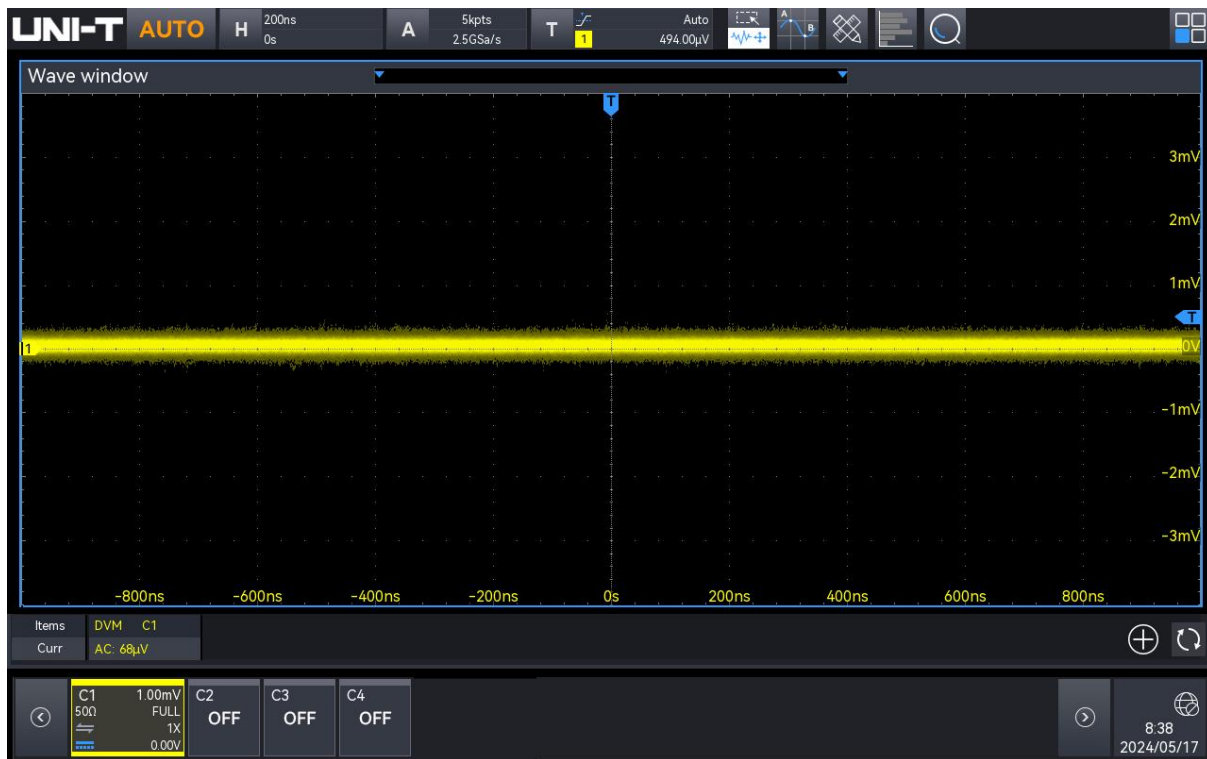 UNI-T AUTO H 200ns A 5kpts T Auto
0s 2.5GSa/s 1 494.00μV
A B
Wave window
T
3mV
2mV
1mV
T
1 0V
-1mV
-2mV
-3mV
-800ns -600ns -400ns -200ns 0s 200ns 400ns 600ns 800ns
Items DVM C1
Curr AC: 68μV
C1 1.00mV C2 C3 C4
50Ω FULL OFF OFF OFF
1X
0.00V
8:38
2024/05/17